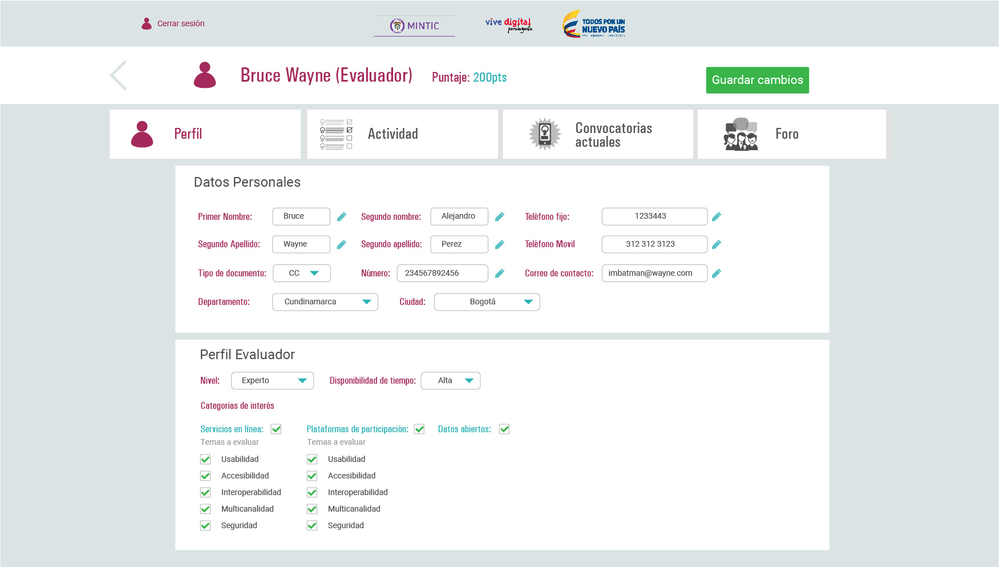 Cerrar sesión
MINTIC
vive digital
para la gente
TODOS POR UN
NUEVO PAÍS
PAZ EQUIDAD EDUCACIÓN
Bruce Wayne (Evaluador)
Puntaje: 200pts
Guardar cambios
Perfil
Actividad
Convocatorias
actuales
Foro
Datos Personales
Primer Nombre: Bruce Segundo nombre: Alejandro Teléfono fijo: 1233443
Segundo Apellido: Wayne Segundo apellido: Perez Teléfono Movil 312 312 3123
Tipo de documento: CC Número: 234567892456 Correo de contacto: imbatman@wayne.com
Departamento: Cundinamarca Ciudad: Bogotá
Perfil Evaluador
Nivel: Experto Disponibilidad de tiempo: Alta
Categorias de interés
Servicios en línea: Plataformas de participación: Datos abiertos:
Temas a evaluar Temas a evaluar
Usabilidad Usabilidad
Accesibilidad Accesibilidad
Interoperabilidad Interoperabilidad
Multicanalidad Multicanalidad
Seguridad Seguridad